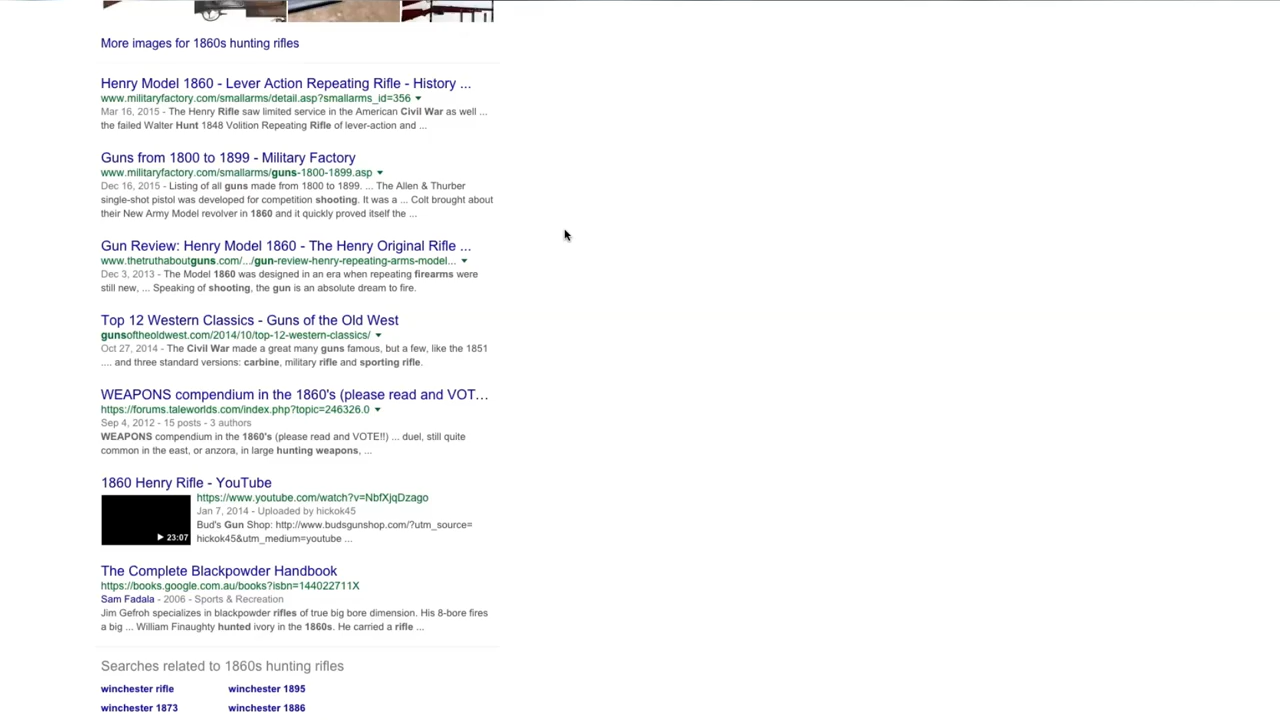 More images for 1860s hunting rifles
Henry Model 1860 - Lever Action Repeating Rifle - History ...
www.militaryfactory.com/smallarms/detail.asp?smallarms_id=356
Mar 16, 2015 - The Henry Rifle saw limited service in the American Civil War as well ...
the failed Walter Hunt 1848 Volition Repeating Rifle of lever-action and ...
Guns from 1800 to 1899 - Military Factory
www.militaryfactory.com/smallarms/guns-1800-1899.asp
Dec 16, 2015 - Listing of all guns made from 1800 to 1899. ... The Allen & Thurber
single-shot pistol was developed for competition shooting. It was a ... Colt brought about
their New Army Model revolver in 1860 and it quickly proved itself the ...
Gun Review: Henry Model 1860 - The Henry Original Rifle ...
www.thetruthaboutguns.com/.../gun-review-henry-repeating-arms-model...
Dec 3, 2013 - The Model 1860 was designed in an era when repeating firearms were
still new, ... Speaking of shooting, the gun is an absolute dream to fire.
Top 12 Western Classics - Guns of the Old West
gunsoftheoldwest.com/2014/10/top-12-western-classics/
Oct 27, 2014 - The Civil War made a great many guns famous, but a few, like the 1851
.... and three standard versions: carbine, military rifle and sporting rifle.
WEAPONS compendium in the 1860's (please read and VOT...
https://forums.taleworlds.com/index.php?topic=246326.0
Sep 4, 2012 - 15 posts - 3 authors
WEAPONS compendium in the 1860's (please read and VOTE!!) ... duel, still quite
common in the east, or anzora, in large hunting weapons, ...
1860 Henry Rifle - YouTube
https://www.youtube.com/watch?v=NbfXjqDzago
Jan 7, 2014 - Uploaded by hickok45
Bud's Gun Shop: http://www.budsgunshop.com/?utm_source=
hickok45&utm_medium=youtube ...
23:07
The Complete Blackpowder Handbook
https://books.google.com.au/books?isbn=144022711X
Sam Fadala - 2006 - Sports & Recreation
Jim Gefroh specializes in blackpowder rifles of true big bore dimension. His 8-bore fires
a big ... William Finaughty hunted ivory in the 1860s. He carried a rifle ...
Searches related to 1860s hunting rifles
winchester rifle winchester 1895
winchester 1873 winchester 1886